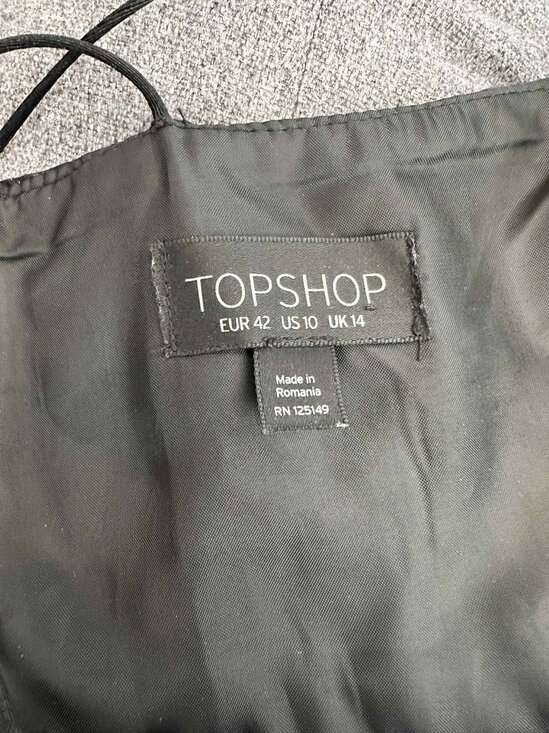 TOPSHOP
EUR 42 US 10 UK 14
Made in
Romania
RN 125149